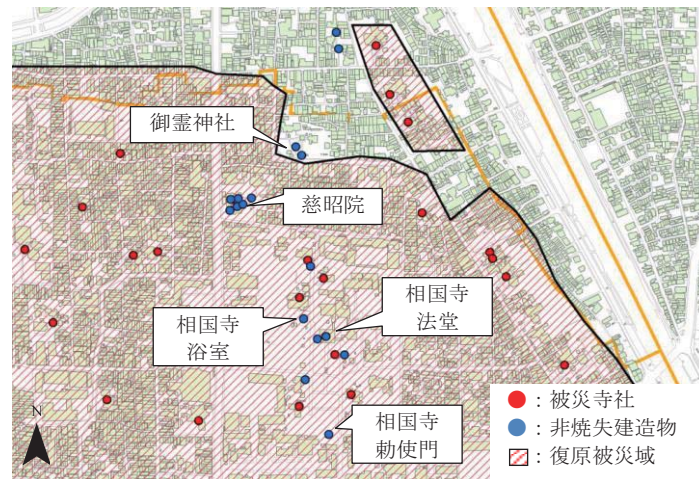 御霊神社
慈昭院
相国寺
法堂
相国寺
浴室
相国寺
勅使門
N
：被災寺社
：非焼失建造物
：復原被災域